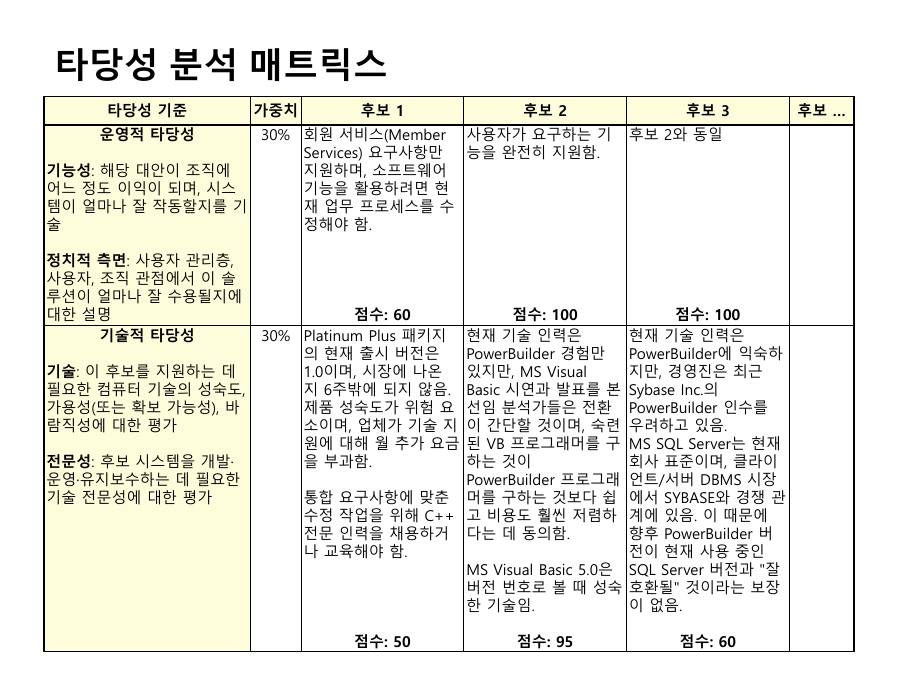 타당성 분석 매트릭스
타당성 기준
가중치
후보 1
후보 2
후보 3
후보 ...
운영적 타당성
기능성: 해당 대안이 조직에
어느 정도 이익이 되며, 시스
템이 얼마나 잘 작동할지를 기
술
정치적 측면: 사용자 관리층,
사용자, 조직 관점에서 이 솔
루션이 얼마나 잘 수용될지에
대한 설명
30%
회원 서비스(Member
Services) 요구사항만
지원하며, 소프트웨어
기능을 활용하려면 현
재 업무 프로세스를 수
정해야 함.
점수: 60
사용자가 요구하는 기
능을 완전히 지원함.
점수: 100
후보 2와 동일
점수: 100
기술적 타당성
기술: 이 후보를 지원하는 데
필요한 컴퓨터 기술의 성숙도,
가용성(또는 확보 가능성), 바
람직성에 대한 평가
전문성: 후보 시스템을 개발·
운영·유지보수하는 데 필요한
기술 전문성에 대한 평가
30%
Platinum Plus 패키지
의 현재 출시 버전은
1.0이며, 시장에 나온
지 6주밖에 되지 않음.
제품 성숙도가 위험 요
소이며, 업체가 기술 지
원에 대해 월 추가 요금
을 부과함.
통합 요구사항에 맞춘
수정 작업을 위해 C++
전문 인력을 채용하거
나 교육해야 함.
점수: 50
현재 기술 인력은
PowerBuilder 경험만
있지만, MS Visual
Basic 시연과 발표를 본
선임 분석가들은 전환
이 간단할 것이며, 숙련
된 VB 프로그래머를 구
하는 것이
PowerBuilder 프로그래
머를 구하는 것보다 쉽
고 비용도 훨씬 저렴하
다는 데 동의함.
MS Visual Basic 5.0은
버전 번호로 볼 때 성숙
한 기술임.
점수: 95
현재 기술 인력은
PowerBuilder에 익숙하
지만, 경영진은 최근
Sybase Inc.의
PowerBuilder 인수를
우려하고 있음.
MS SQL Server는 현재
회사 표준이며, 클라이
언트/서버 DBMS 시장
에서 SYBASE와 경쟁 관
계에 있음. 이 때문에
향후 PowerBuilder 버
전이 현재 사용 중인
SQL Server 버전과 "잘
호환될" 것이라는 보장
이 없음.
점수: 60